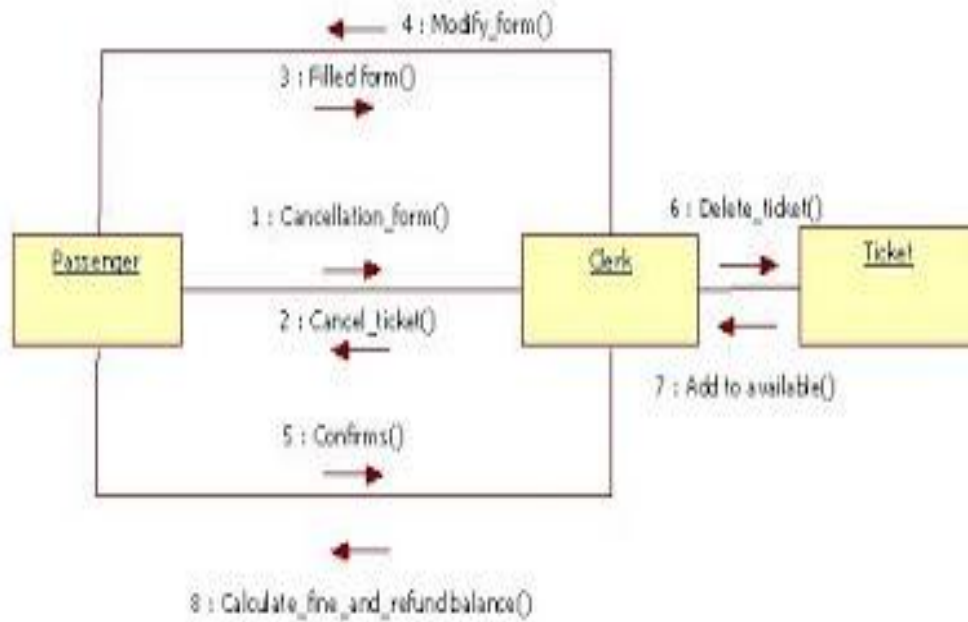 4 : Modify_form()
3 : Filled form()
1 : Cancellation_form()
6 : Delete_ticket()
Passenger
Clerk
Ticket
2 : Cancel_ticket()
7 : Add to available()
5 : Confirms()
8 : Calculate_fine_and_refund balance()